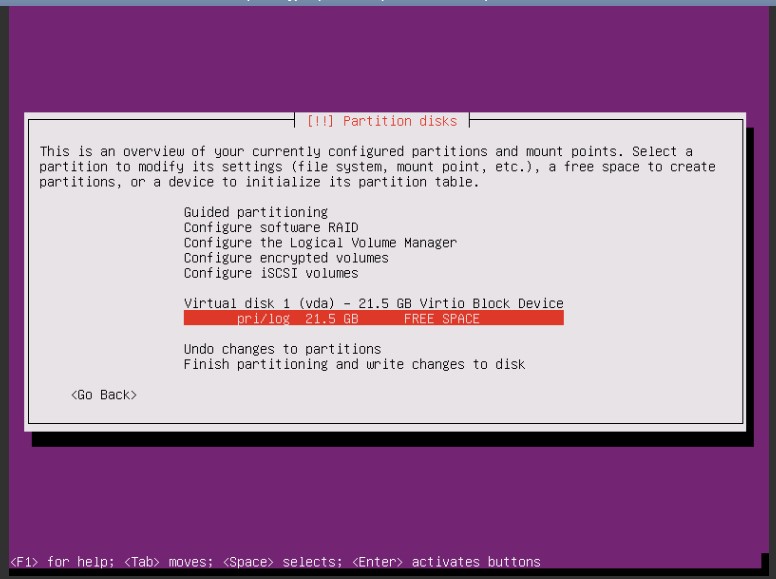 [!!] Partition disks
This is an overview of your currently configured partitions and mount points. Select a
partition to modify its settings (file system, mount point, etc.), a free space to create
partitions, or a device to initialize its partition table.
Guided partitioning
Configure software RAID
Configure the Logical Volume Manager
Configure encrypted volumes
Configure iSCSI volumes
Virtual disk 1 (vda) - 21.5 GB Virtio Block Device
pri/log 21.5 GB FREE SPACE
Undo changes to partitions
Finish partitioning and write changes to disk
<Go Back>
<F1> for help; <Tab> moves; <Space> selects; <Enter> activates buttons